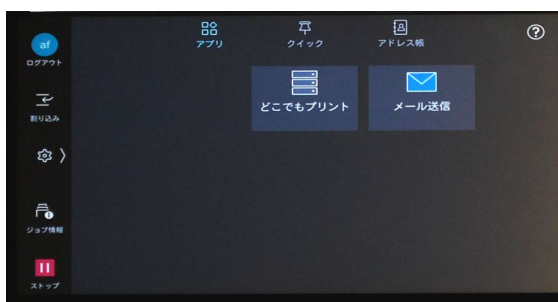 af
ログアウト
割り込み
ジョブ情報
ストップ
アプリ
クイック
アドレス帳
?
どこでもプリント
メール送信